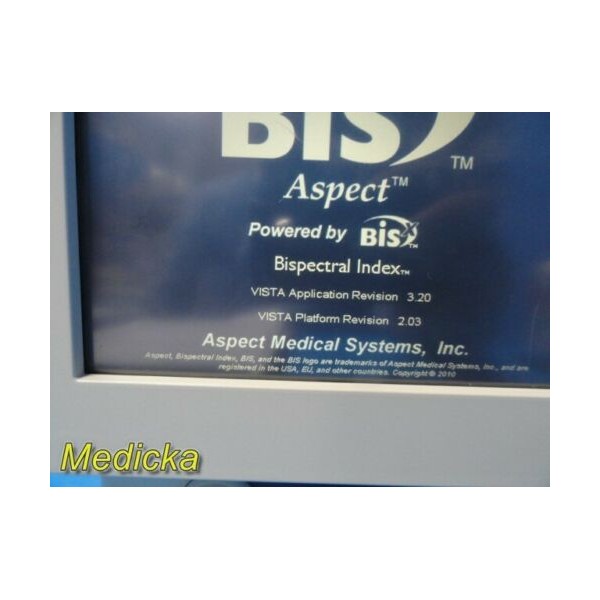 BIS
TM
Aspect™
Powered by BISx™
Bispectral Index™
VISTA Application Revision 3.20
VISTA Platform Revision 2.03
Aspect Medical Systems, Inc.
Aspect, Bispectral Index, BIS, and the BIS logo are trademarks of Aspect Medical Systems, Inc., and are
registered in the USA, EU, and other countries. Copyright © 2010
Medicka